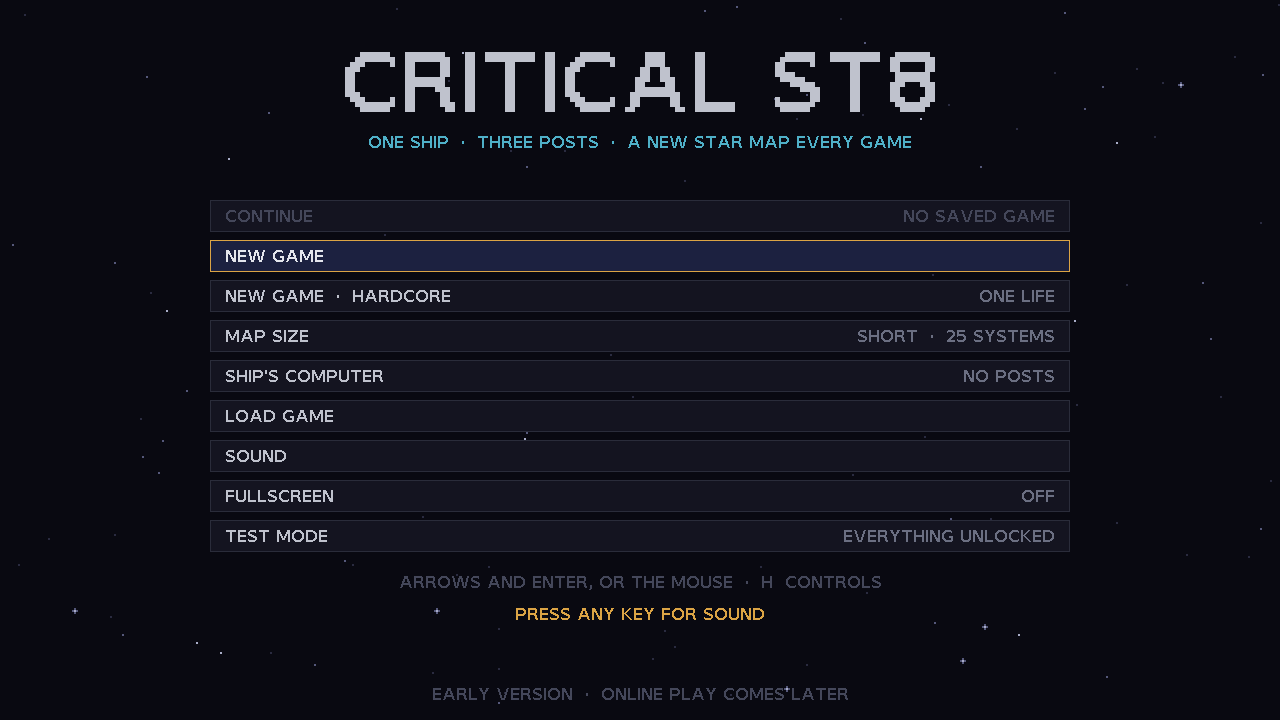 CRITICAL ST8
ONE SHIP · THREE POSTS · A NEW STAR MAP EVERY GAME
CONTINUE NO SAVED GAME
NEW GAME
NEW GAME · HARDCORE ONE LIFE
MAP SIZE SHORT · 25 SYSTEMS
SHIP'S COMPUTER NO POSTS
LOAD GAME
SOUND
FULLSCREEN OFF
TEST MODE EVERYTHING UNLOCKED
ARROWS AND ENTER, OR THE MOUSE · H CONTROLS
PRESS ANY KEY FOR SOUND
EARLY VERSION · ONLINE PLAY COMES LATER